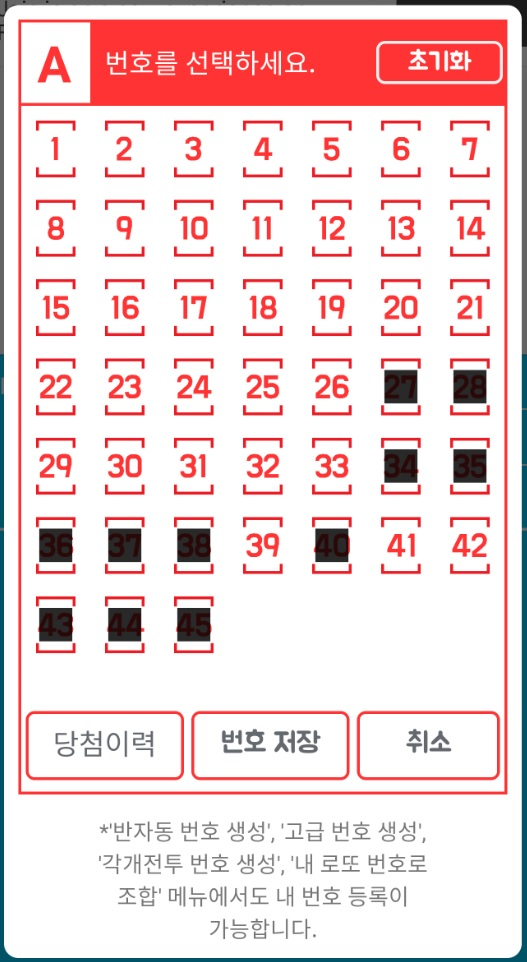 A 번호를 선택하세요. 초기화
1 2 3 4 5 6 7
8 9 10 11 12 13 14
15 16 17 18 19 20 21
22 23 24 25 26 27 28
29 30 31 32 33 34 35
36 37 38 39 40 41 42
43 44 45
당첨이력 번호 저장 취소
*'반자동 번호 생성', '고급 번호 생성',
'각개전투 번호 생성', '내 로또 번호로
조합' 메뉴에서도 내 번호 등록이
가능합니다.